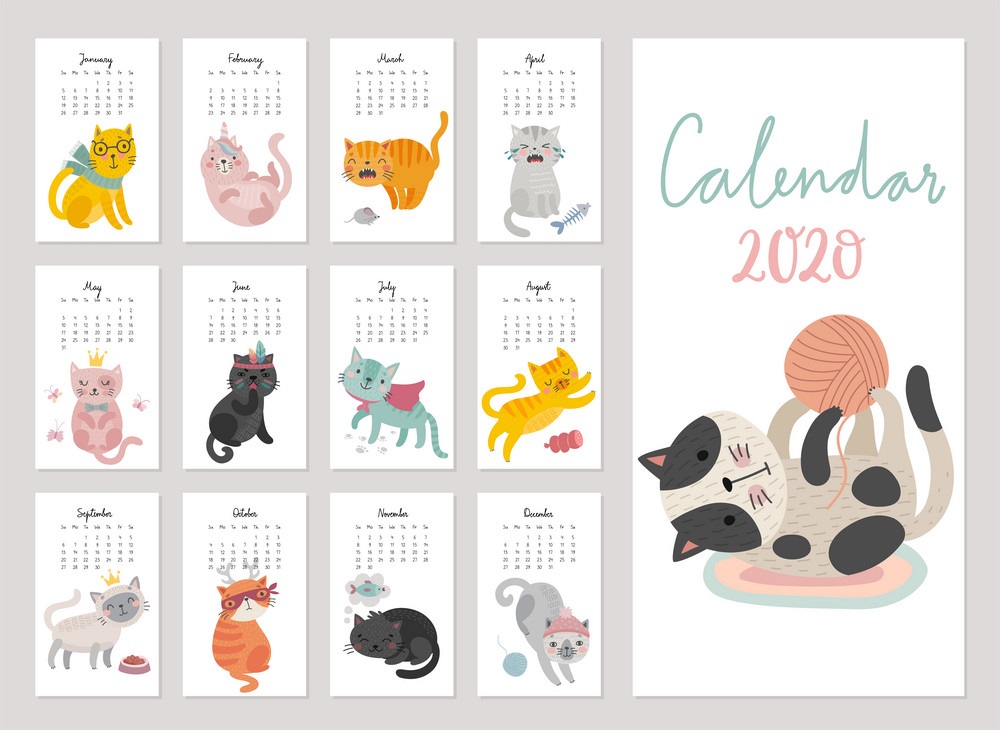 January
Su Mo Tu We Th Fr Sa
1 2 3 4
5 6 7 8 9 10 11
12 13 14 15 16 17 18
19 20 21 22 23 24 25
26 27 28 29 30 31
February
Su Mo Tu We Th Fr Sa
1
2 3 4 5 6 7 8
9 10 11 12 13 14 15
16 17 18 19 20 21 22
23 24 25 26 27 28 29
March
Su Mo Tu We Th Fr Sa
1 2 3 4 5 6 7
8 9 10 11 12 13 14
15 16 17 18 19 20 21
22 23 24 25 26 27 28
29 30 31
April
Su Mo Tu We Th Fr Sa
1 2 3 4
5 6 7 8 9 10 11
12 13 14 15 16 17 18
19 20 21 22 23 24 25
26 27 28 29 30
Calendar
2020
May
Su Mo Tu We Th Fr Sa
1 2
3 4 5 6 7 8 9
10 11 12 13 14 15 16
17 18 19 20 21 22 23
24 25 26 27 28 29 30
31
June
Su Mo Tu We Th Fr Sa
1 2 3 4 5 6
7 8 9 10 11 12 13
14 15 16 17 18 19 20
21 22 23 24 25 26 27
28 29 30
July
Su Mo Tu We Th Fr Sa
1 2 3 4
5 6 7 8 9 10 11
12 13 14 15 16 17 18
19 20 21 22 23 24 25
26 27 28 29 30 31
August
Su Mo Tu We Th Fr Sa
1
2 3 4 5 6 7 8
9 10 11 12 13 14 15
16 17 18 19 20 21 22
23 24 25 26 27 28 29
30 31
September
Su Mo Tu We Th Fr Sa
1 2 3 4 5
6 7 8 9 10 11 12
13 14 15 16 17 18 19
20 21 22 23 24 25 26
27 28 29 30
October
Su Mo Tu We Th Fr Sa
1 2 3
4 5 6 7 8 9 10
11 12 13 14 15 16 17
18 19 20 21 22 23 24
25 26 27 28 29 30 31
November
Su Mo Tu We Th Fr Sa
1 2 3 4 5 6 7
8 9 10 11 12 13 14
15 16 17 18 19 20 21
22 23 24 25 26 27 28
29 30
December
Su Mo Tu We Th Fr Sa
1 2 3 4 5
6 7 8 9 10 11 12
13 14 15 16 17 18 19
20 21 22 23 24 25 26
27 28 29 30 31